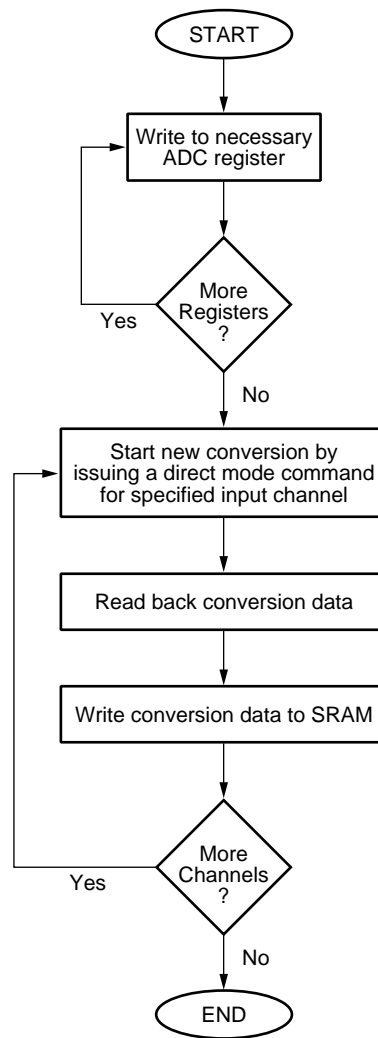 START
Write to necessary
ADC register
More
Registers
?
Yes
No
Start new conversion by
issuing a direct mode command
for specified input channel
Read back conversion data
Write conversion data to SRAM
More
Channels
?
Yes
No
END